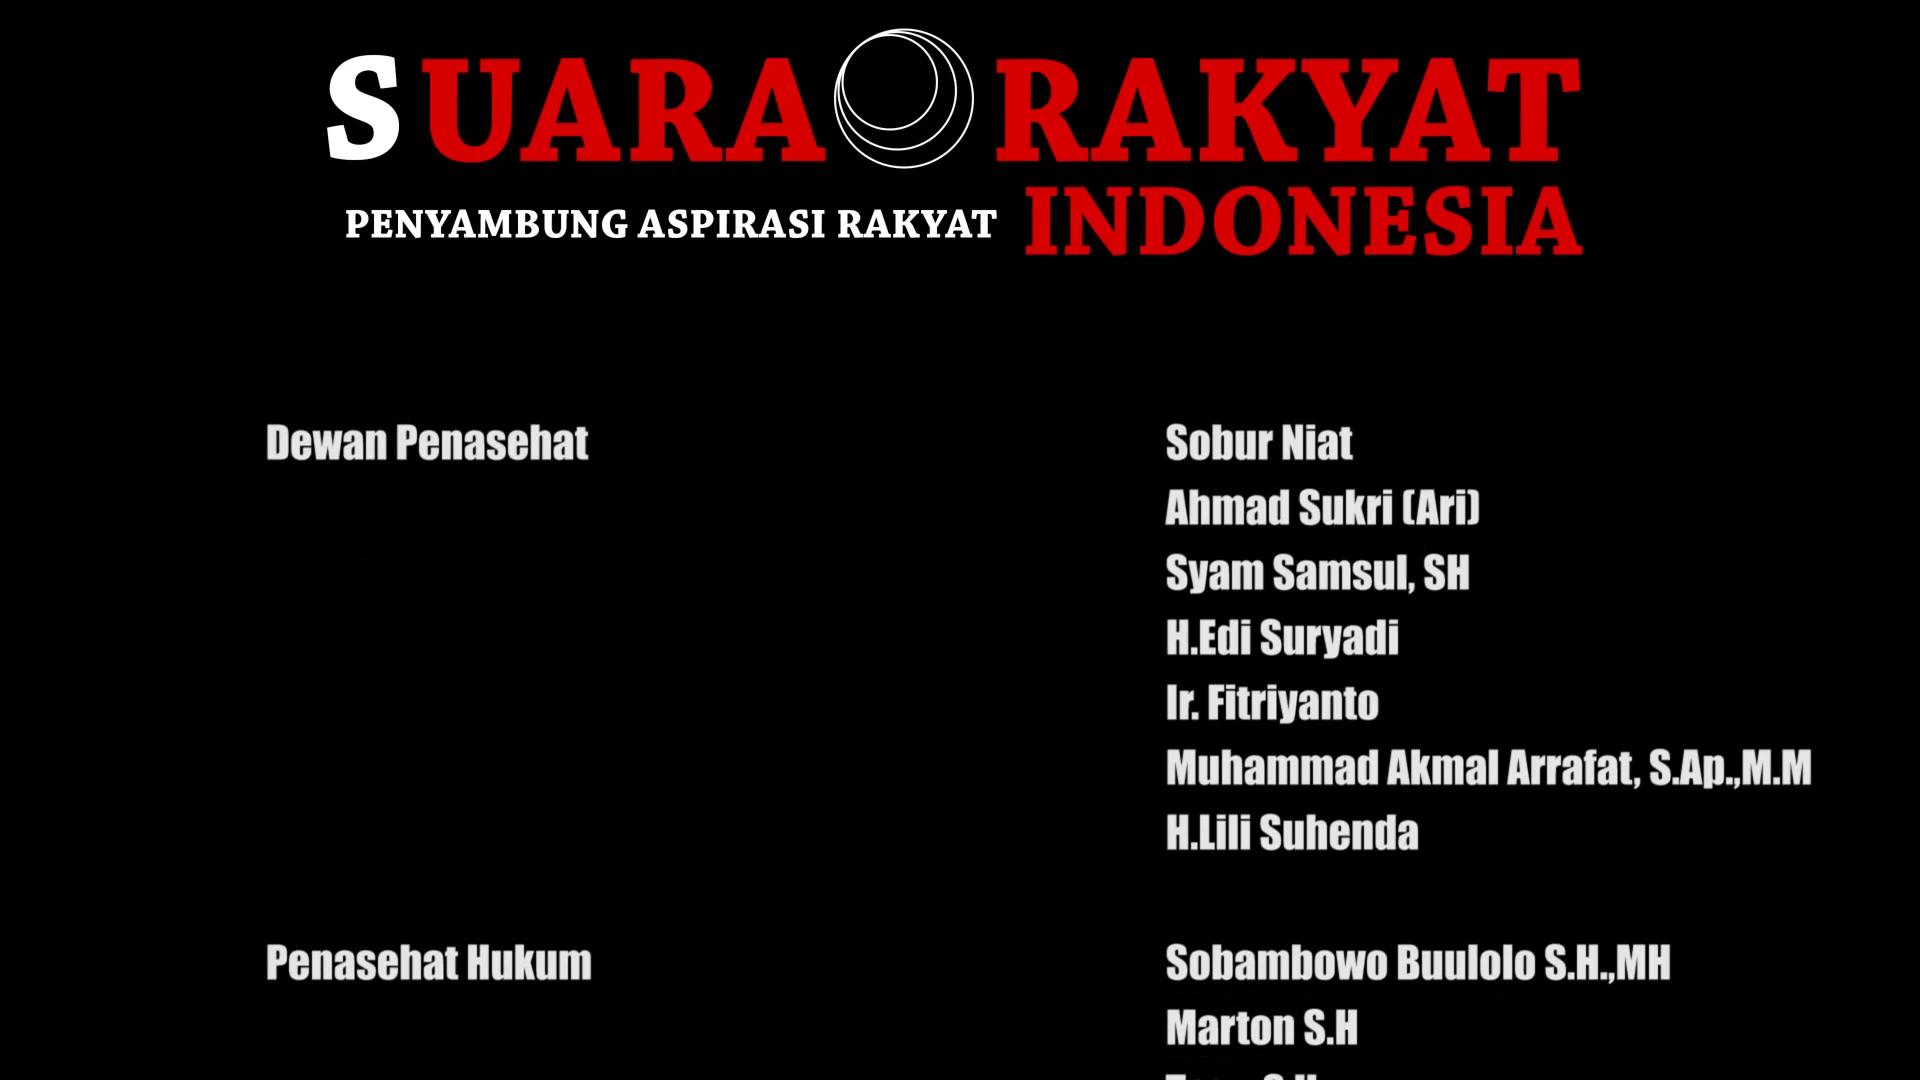 SUARA RAKYAT
PENYAMBUNG ASPIRASI RAKYAT INDONESIA
Dewan Penasehat
Sobur Niat
Ahmad Sukri (Ari)
Syam Samsul, SH
H.Edi Suryadi
Ir. Fitriyanto
Muhammad Akmal Arrafat, S.Ap.,M.M
H.Lili Suhenda
Penasehat Hukum
Sobambowo Buulolo S.H.,MH
Marton S.H